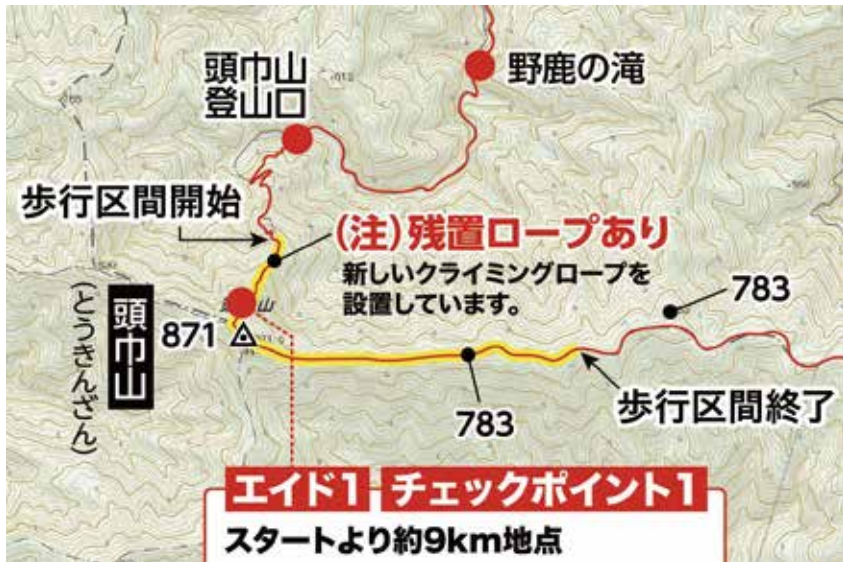 頭巾山
登山口
野鹿の滝
歩行区間開始
(注)残置ロープあり
新しいクライミングロープを
設置しています。
783
頭巾山
(とうきんざん)
871
783
歩行区間終了
エイド1 チェックポイント1
スタートより約9km地点